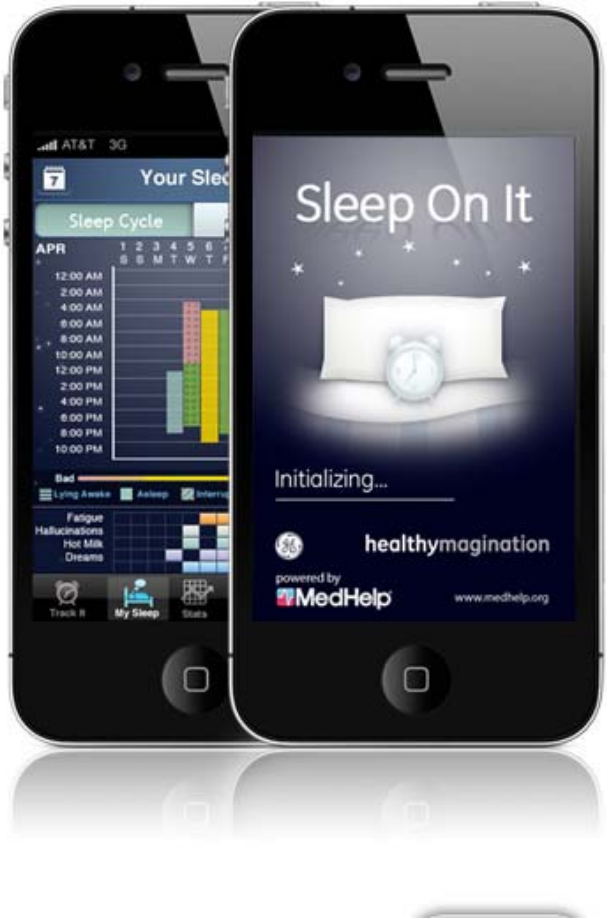 AT&T 3G
7
Your Slee
Sleep Cycle
APR
1 2 3 4 5 6
S S M T W T F
12:00 AM
2:00 AM
4:00 AM
6:00 AM
8:00 AM
10:00 AM
12:00 PM
2:00 PM
4:00 PM
6:00 PM
8:00 PM
10:00 PM
Bad
Lying Awake Asleep Interrup
Fatigue
Hallucinations
Hot Milk
Dreams
Track It My Sleep Stats
Sleep On It
Initializing...
GE
healthymagination
powered by
MedHelp
www.medhelp.org